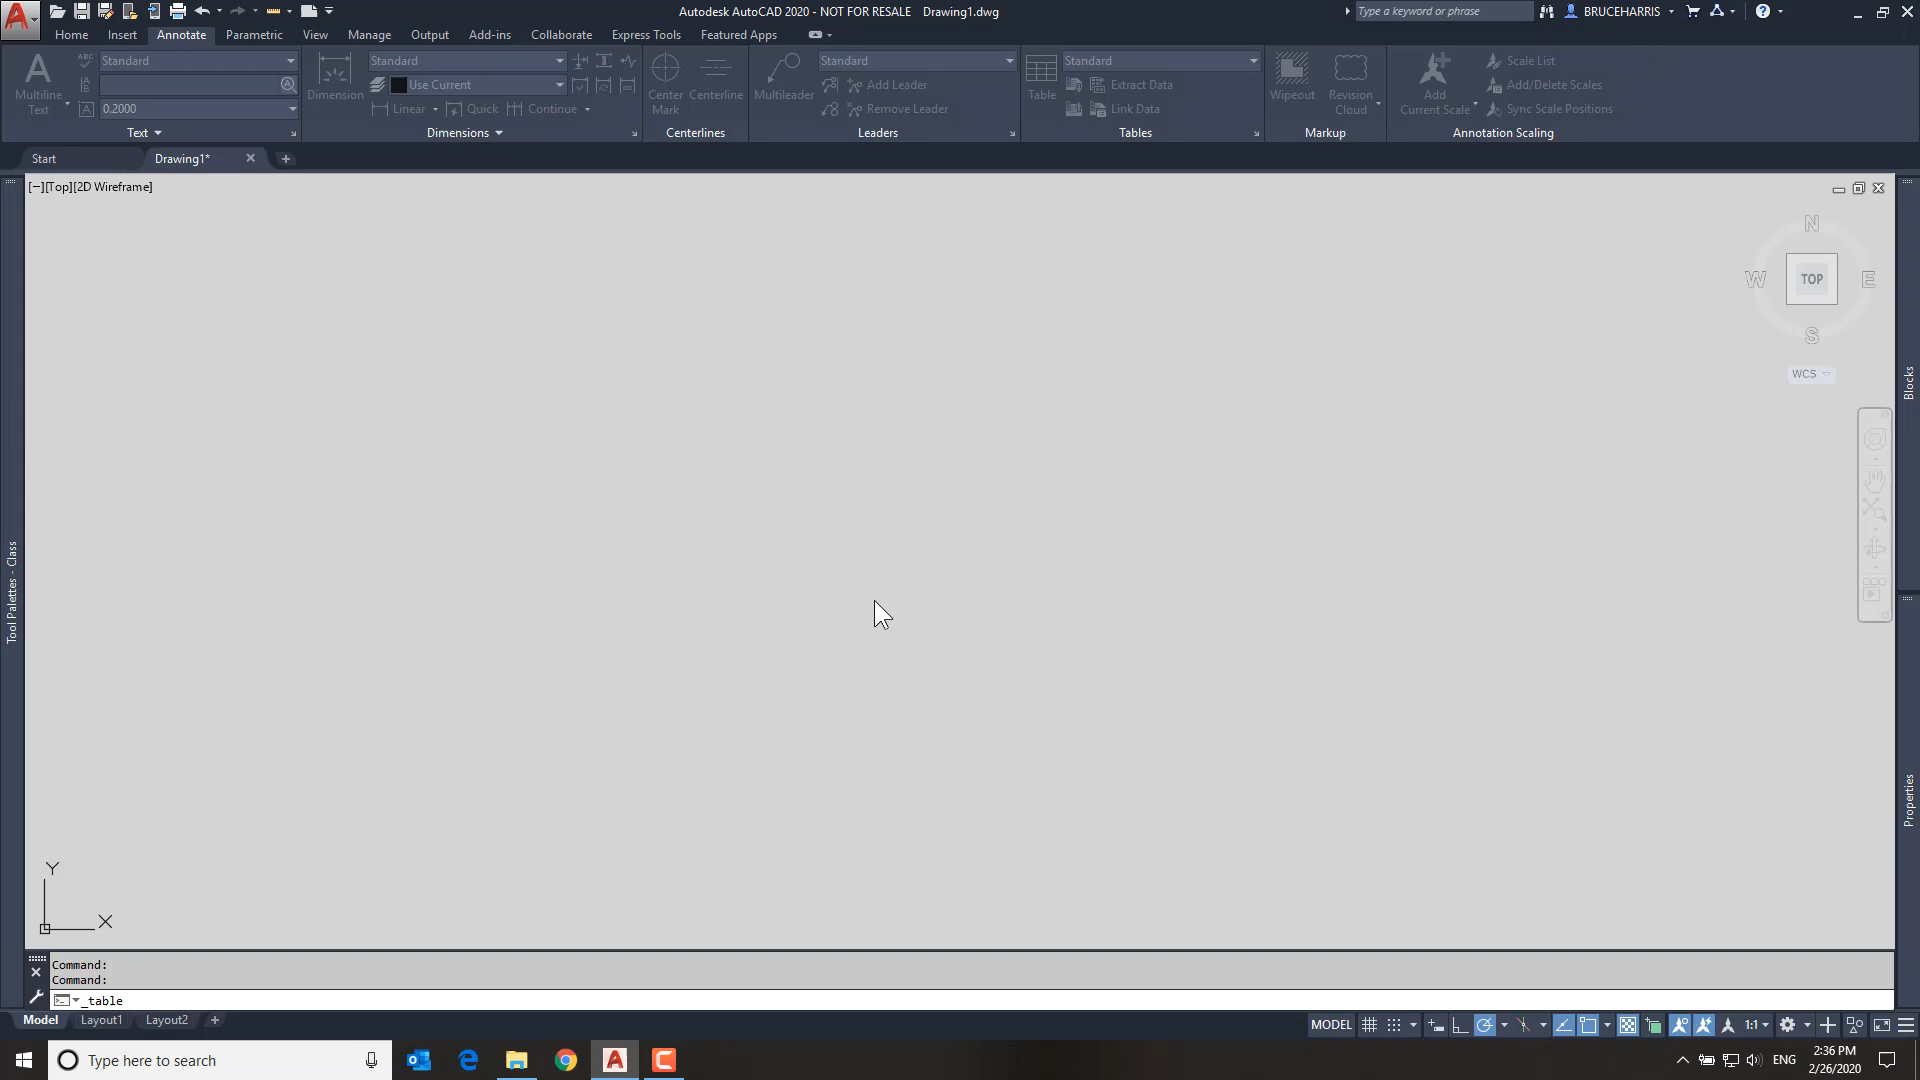 Autodesk AutoCAD 2020 - NOT FOR RESALE Drawing1.dwg
Type a keyword or phrase
BRUCEHARRIS
Home Insert Annotate Parametric View Manage Output Add-ins Collaborate Express Tools Featured Apps
Multiline Text
ABC
Standard
0.2000
Text
Dimension
Standard
Use Current
Linear Quick Continue
Dimensions
Center Mark
Centerline
Centerlines
Multileader
Standard
Add Leader
Remove Leader
Leaders
Table
Standard
Extract Data
Link Data
Tables
Wipeout
Revision Cloud
Markup
Add Current Scale
Scale List
Add/Delete Scales
Sync Scale Positions
Annotation Scaling
Start
Drawing1*
[−][Top][2D Wireframe]
N
W TOP E
S
WCS
Blocks
Tool Palettes - Class
Properties
Y
X
Command:
Command:
_table
Model Layout1 Layout2
MODEL
1:1
Type here to search
ENG
2:36 PM
2/26/2020